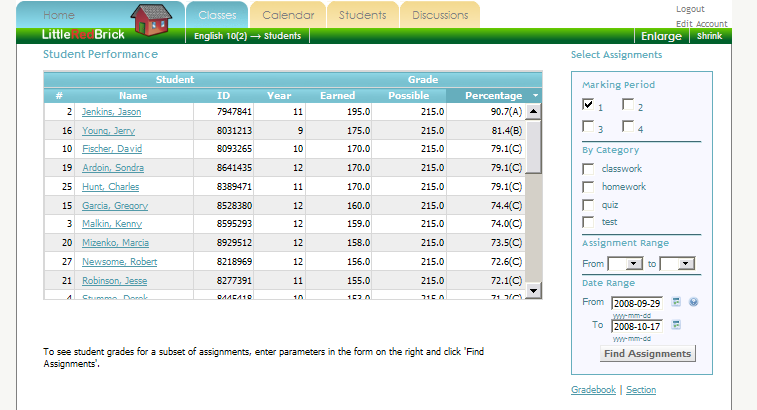 Home Classes Calendar Students Discussions
Logout
Edit Account
LittleRedBrick English 10(2) → Students Enlarge Shrink
Student Performance
Student Grade
# Name ID Year Earned Possible Percentage
2 Jenkins, Jason 7947841 11 195.0 215.0 90.7(A)
16 Young, Jerry 8031213 9 175.0 215.0 81.4(B)
10 Fischer, David 8093265 10 170.0 215.0 79.1(C)
19 Ardoin, Sondra 8641435 12 170.0 215.0 79.1(C)
25 Hunt, Charles 8389471 11 170.0 215.0 79.1(C)
15 Garcia, Gregory 8528380 12 160.0 215.0 74.4(C)
3 Malkin, Kenny 8595293 12 159.0 215.0 74.0(C)
20 Mizenko, Marcia 8929512 12 158.0 215.0 73.5(C)
27 Newsome, Robert 8218969 12 156.0 215.0 72.6(C)
21 Robinson, Jesse 8277391 11 155.0 215.0 72.1(C)
4 Stumme, Derek 8445418 10 153.0 215.0 71.2(C)
To see student grades for a subset of assignments, enter parameters in the form on the right and click 'Find
Assignments'.
Select Assignments
Marking Period
1 2
3 4
By Category
classwork
homework
quiz
test
Assignment Range
From to
Date Range
From 2008-09-29
yyyy-mm-dd
To 2008-10-17
yyyy-mm-dd
Find Assignments
Gradebook | Section